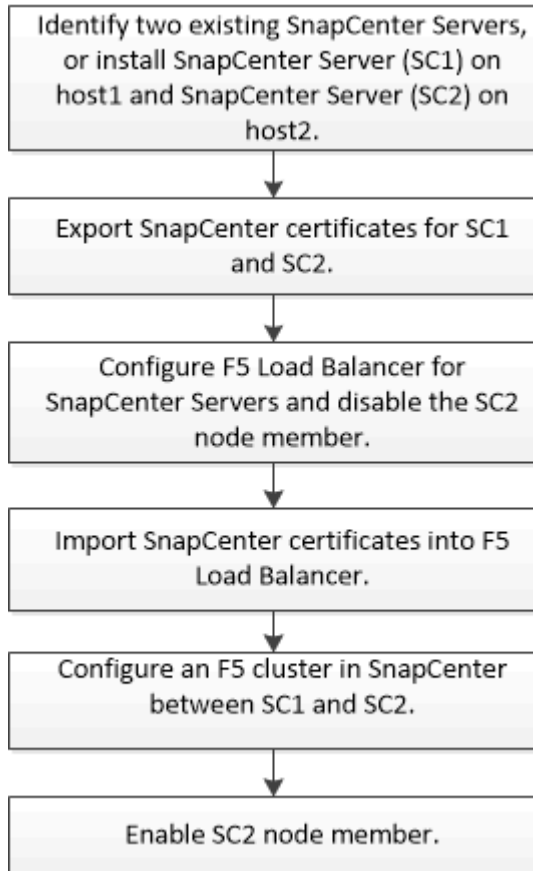 Identify two existing SnapCenter Servers,
or install SnapCenter Server (SC1) on
host1 and SnapCenter Server (SC2) on
host2.
Export SnapCenter certificates for SC1
and SC2.
Configure F5 Load Balancer for
SnapCenter Servers and disable the SC2
node member.
Import SnapCenter certificates into F5
Load Balancer.
Configure an F5 cluster in SnapCenter
between SC1 and SC2.
Enable SC2 node member.